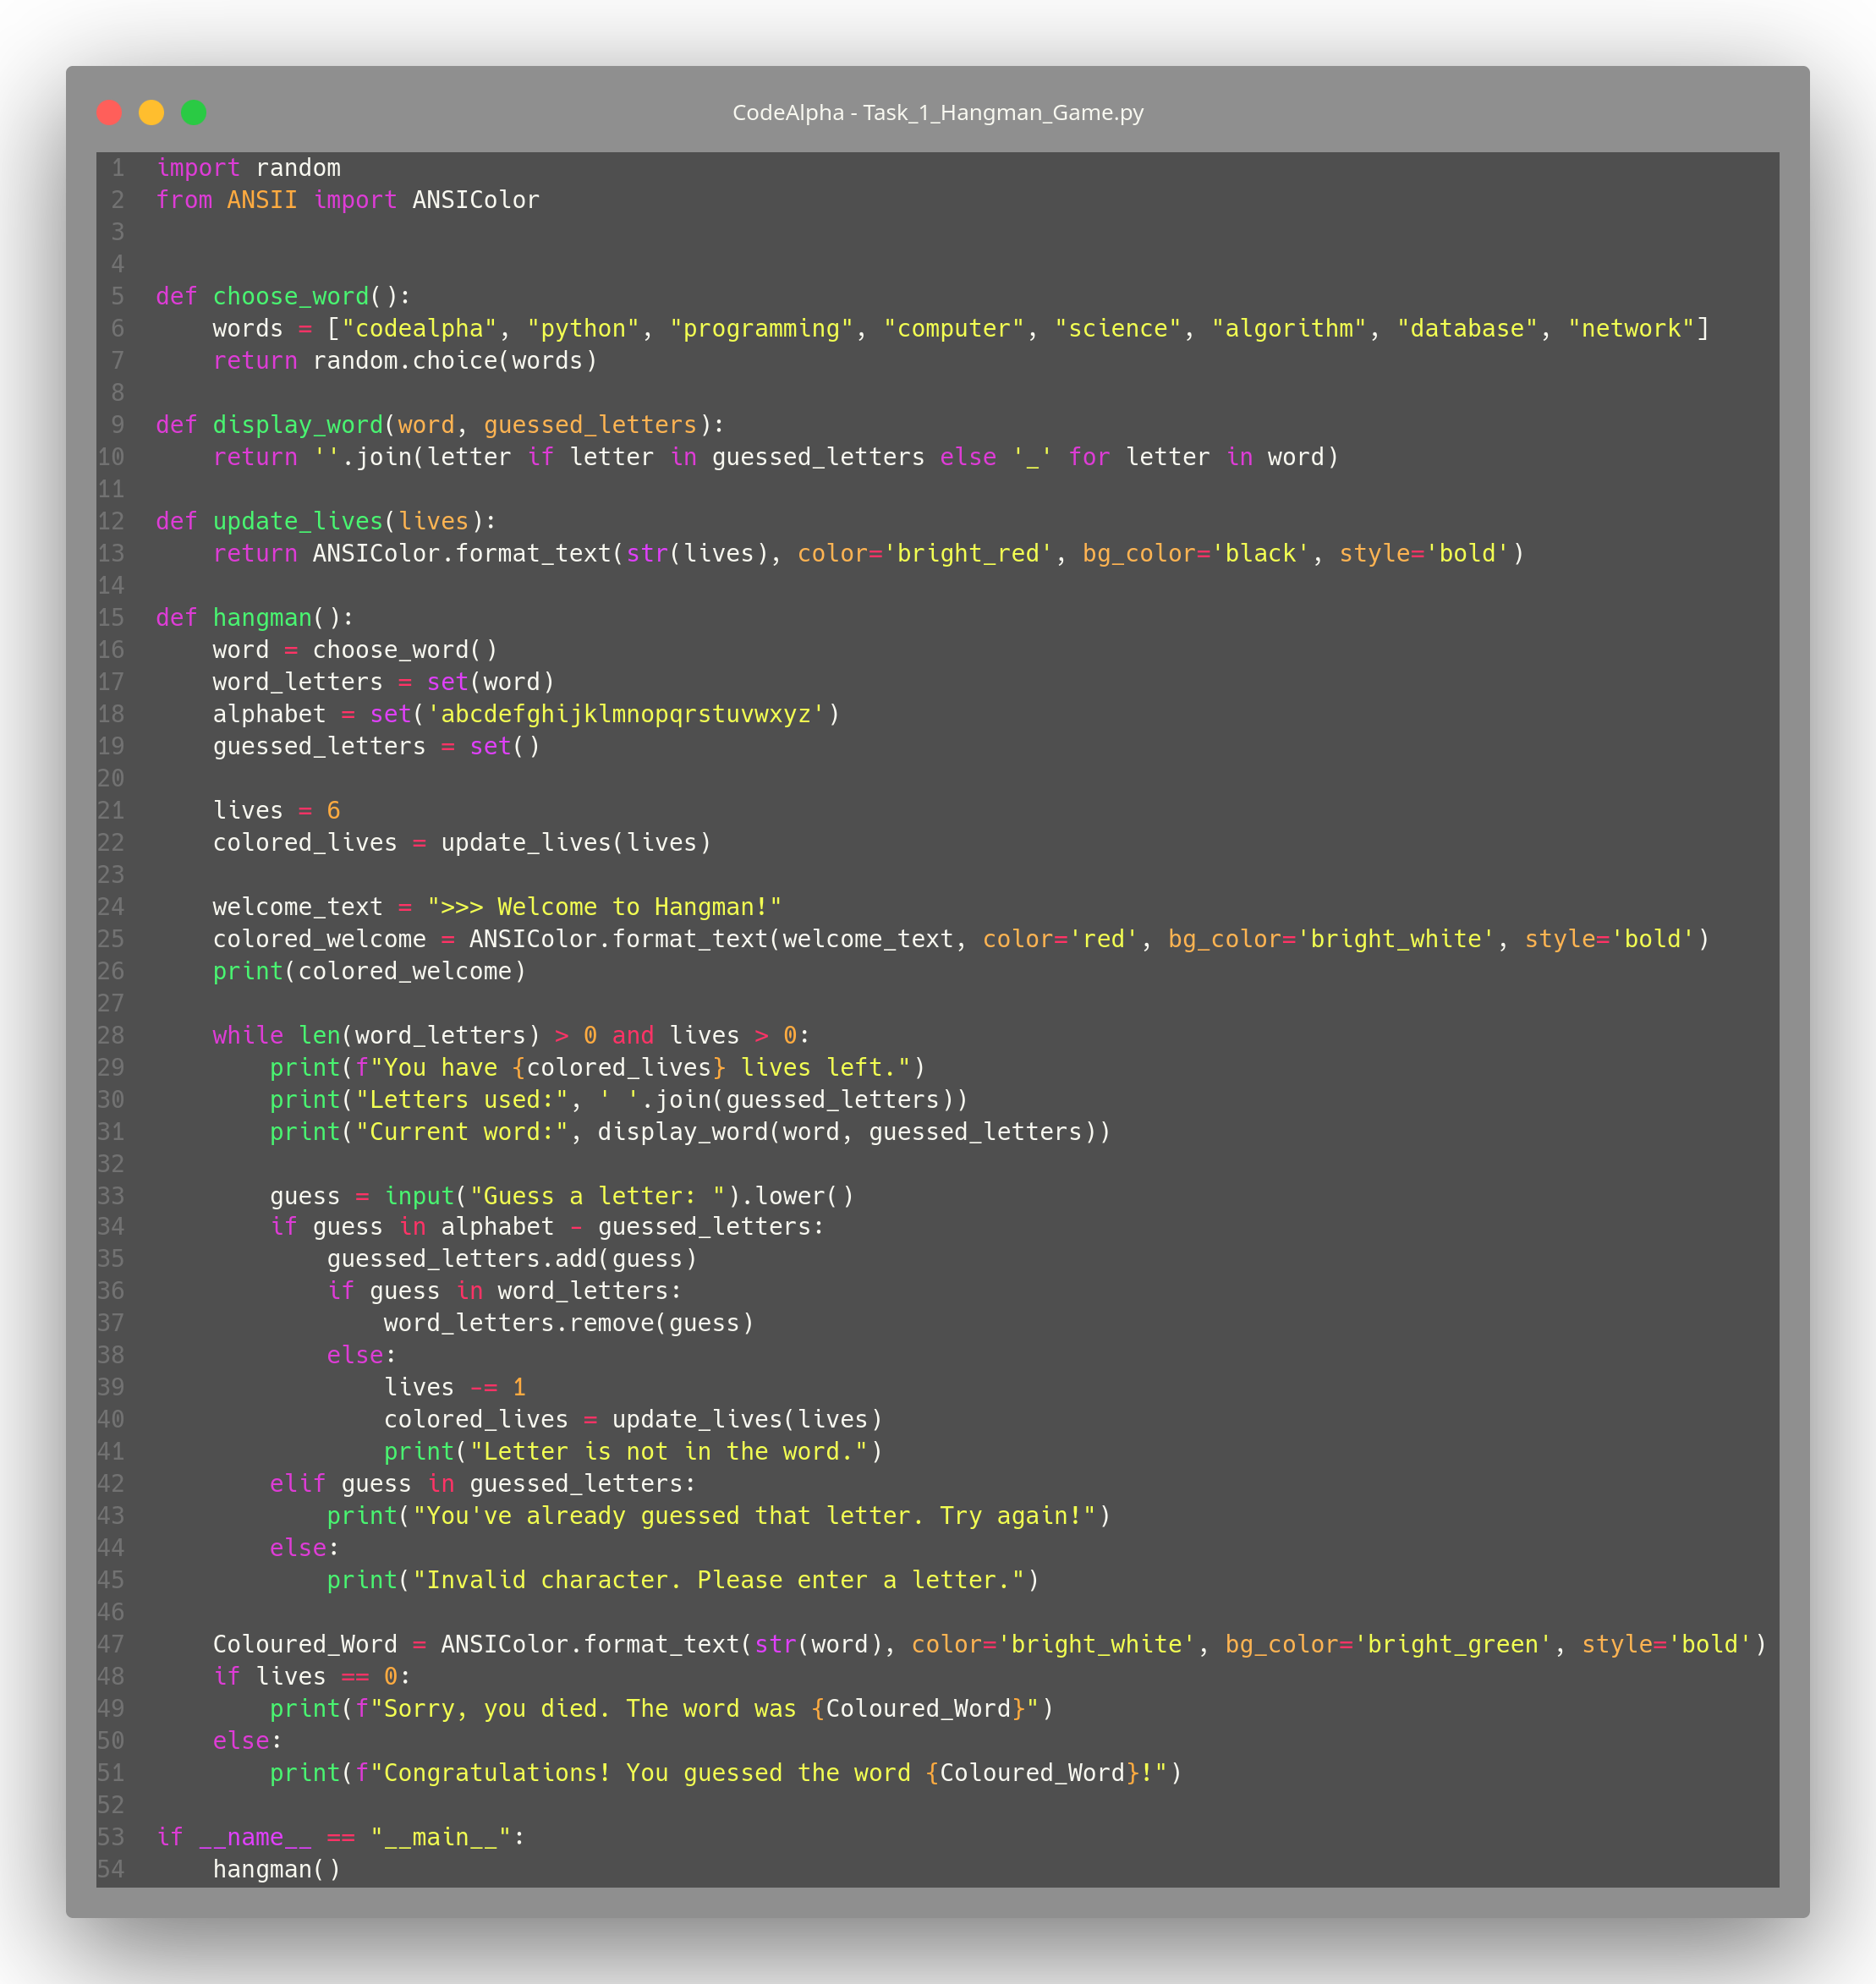 CodeAlpha - Task_1_Hangman_Game.py
1 import random
2 from ANSII import ANSIColor
3
4
5 def choose_word():
6     words = ["codealpha", "python", "programming", "computer", "science", "algorithm", "database", "network"]
7     return random.choice(words)
8
9 def display_word(word, guessed_letters):
10     return ''.join(letter if letter in guessed_letters else '_' for letter in word)
11
12 def update_lives(lives):
13     return ANSIColor.format_text(str(lives), color='bright_red', bg_color='black', style='bold')
14
15 def hangman():
16     word = choose_word()
17     word_letters = set(word)
18     alphabet = set('abcdefghijklmnopqrstuvwxyz')
19     guessed_letters = set()
20
21     lives = 6
22     colored_lives = update_lives(lives)
23
24     welcome_text = ">>> Welcome to Hangman!"
25     colored_welcome = ANSIColor.format_text(welcome_text, color='red', bg_color='bright_white', style='bold')
26     print(colored_welcome)
27
28     while len(word_letters) > 0 and lives > 0:
29         print(f"You have {colored_lives} lives left.")
30         print("Letters used:", ' '.join(guessed_letters))
31         print("Current word:", display_word(word, guessed_letters))
32
33         guess = input("Guess a letter: ").lower()
34         if guess in alphabet - guessed_letters:
35             guessed_letters.add(guess)
36             if guess in word_letters:
37                 word_letters.remove(guess)
38             else:
39                 lives -= 1
40                 colored_lives = update_lives(lives)
41                 print("Letter is not in the word.")
42         elif guess in guessed_letters:
43             print("You've already guessed that letter. Try again!")
44         else:
45             print("Invalid character. Please enter a letter.")
46
47     Coloured_Word = ANSIColor.format_text(str(word), color='bright_white', bg_color='bright_green', style='bold')
48     if lives == 0:
49         print(f"Sorry, you died. The word was {Coloured_Word}")
50     else:
51         print(f"Congratulations! You guessed the word {Coloured_Word}!")
52
53 if __name__ == "__main__":
54     hangman()